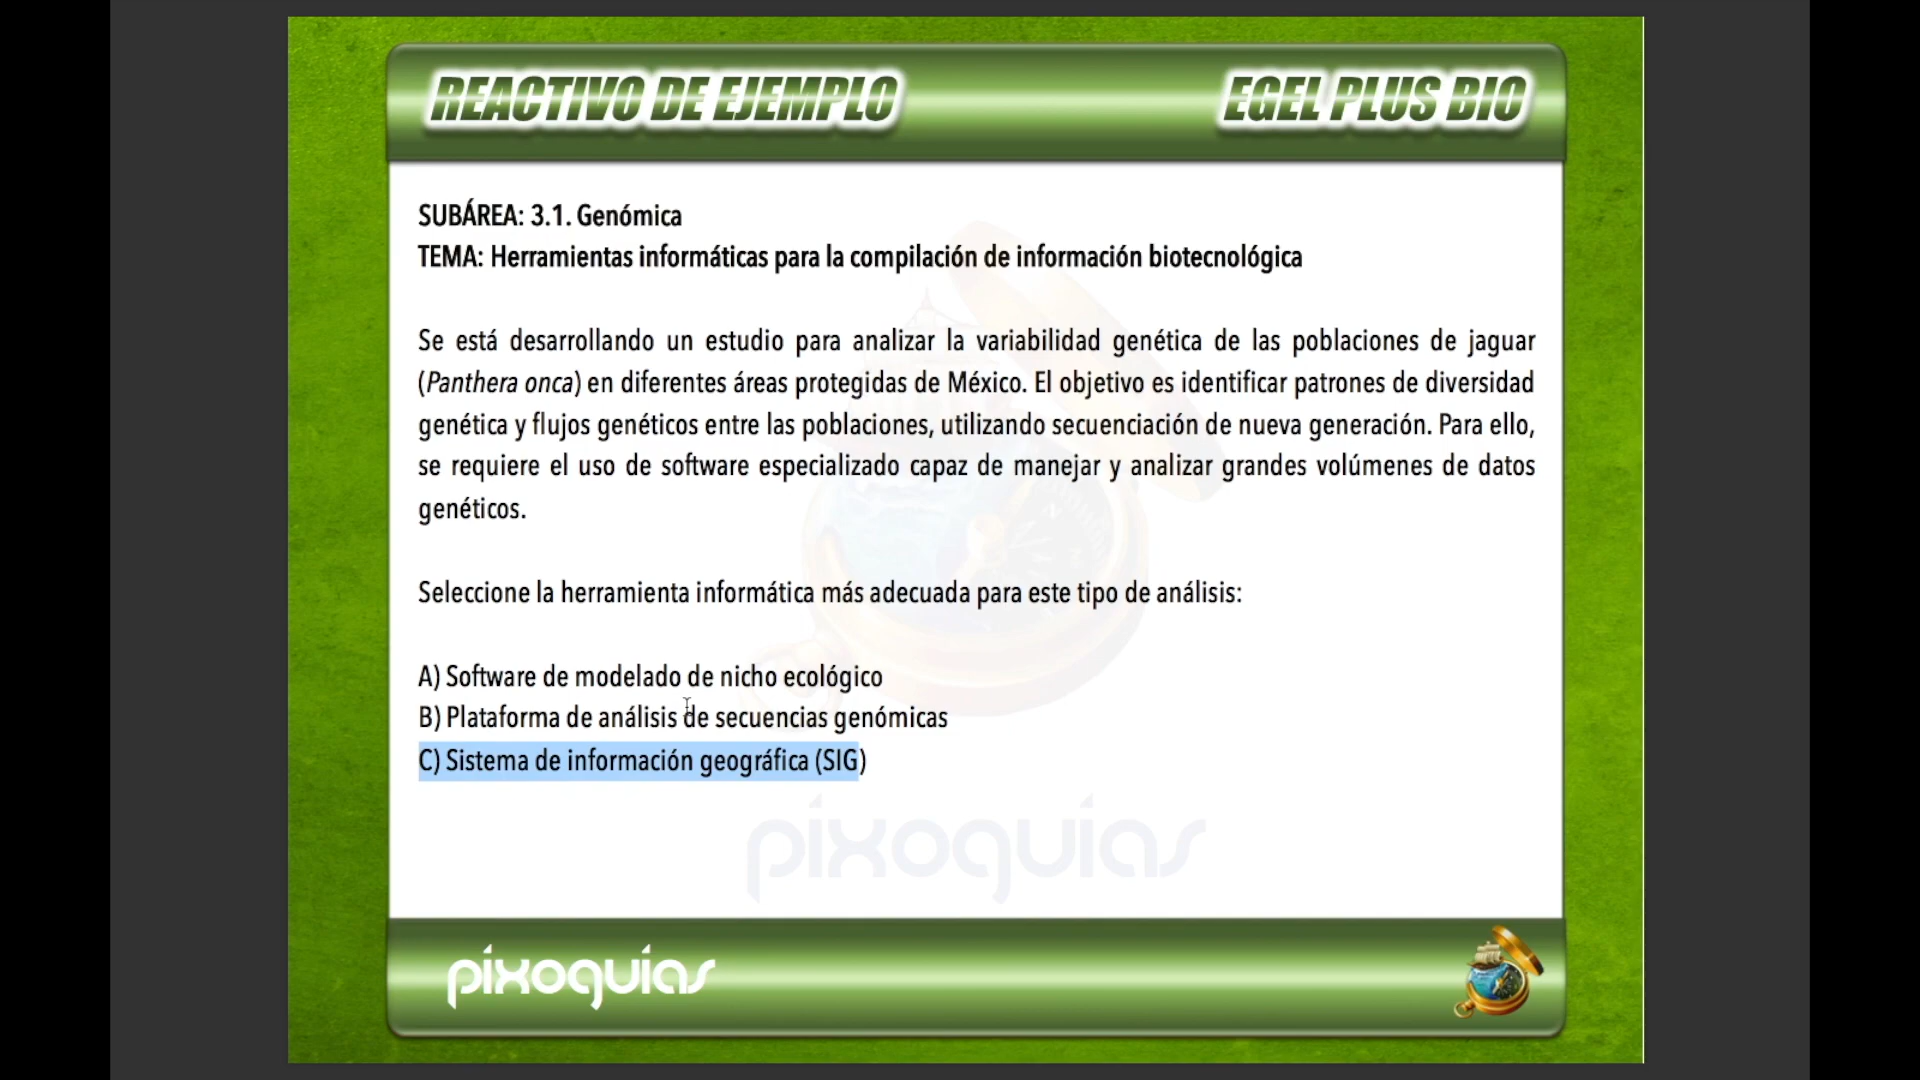 REACTIVO DE EJEMPLO
EGEL PLUS BIO
SUBÁREA: 3.1. Genómica
TEMA: Herramientas informáticas para la compilación de información biotecnológica
Se está desarrollando un estudio para analizar la variabilidad genética de las poblaciones de jaguar
(Panthera onca) en diferentes áreas protegidas de México. El objetivo es identificar patrones de diversidad
genética y flujos genéticos entre las poblaciones, utilizando secuenciación de nueva generación. Para ello,
se requiere el uso de software especializado capaz de manejar y analizar grandes volúmenes de datos
genéticos.
Seleccione la herramienta informática más adecuada para este tipo de análisis:
A) Software de modelado de nicho ecológico
B) Plataforma de análisis de secuencias genómicas
C) Sistema de información geográfica (SIG)
pixoguías
pixoguías